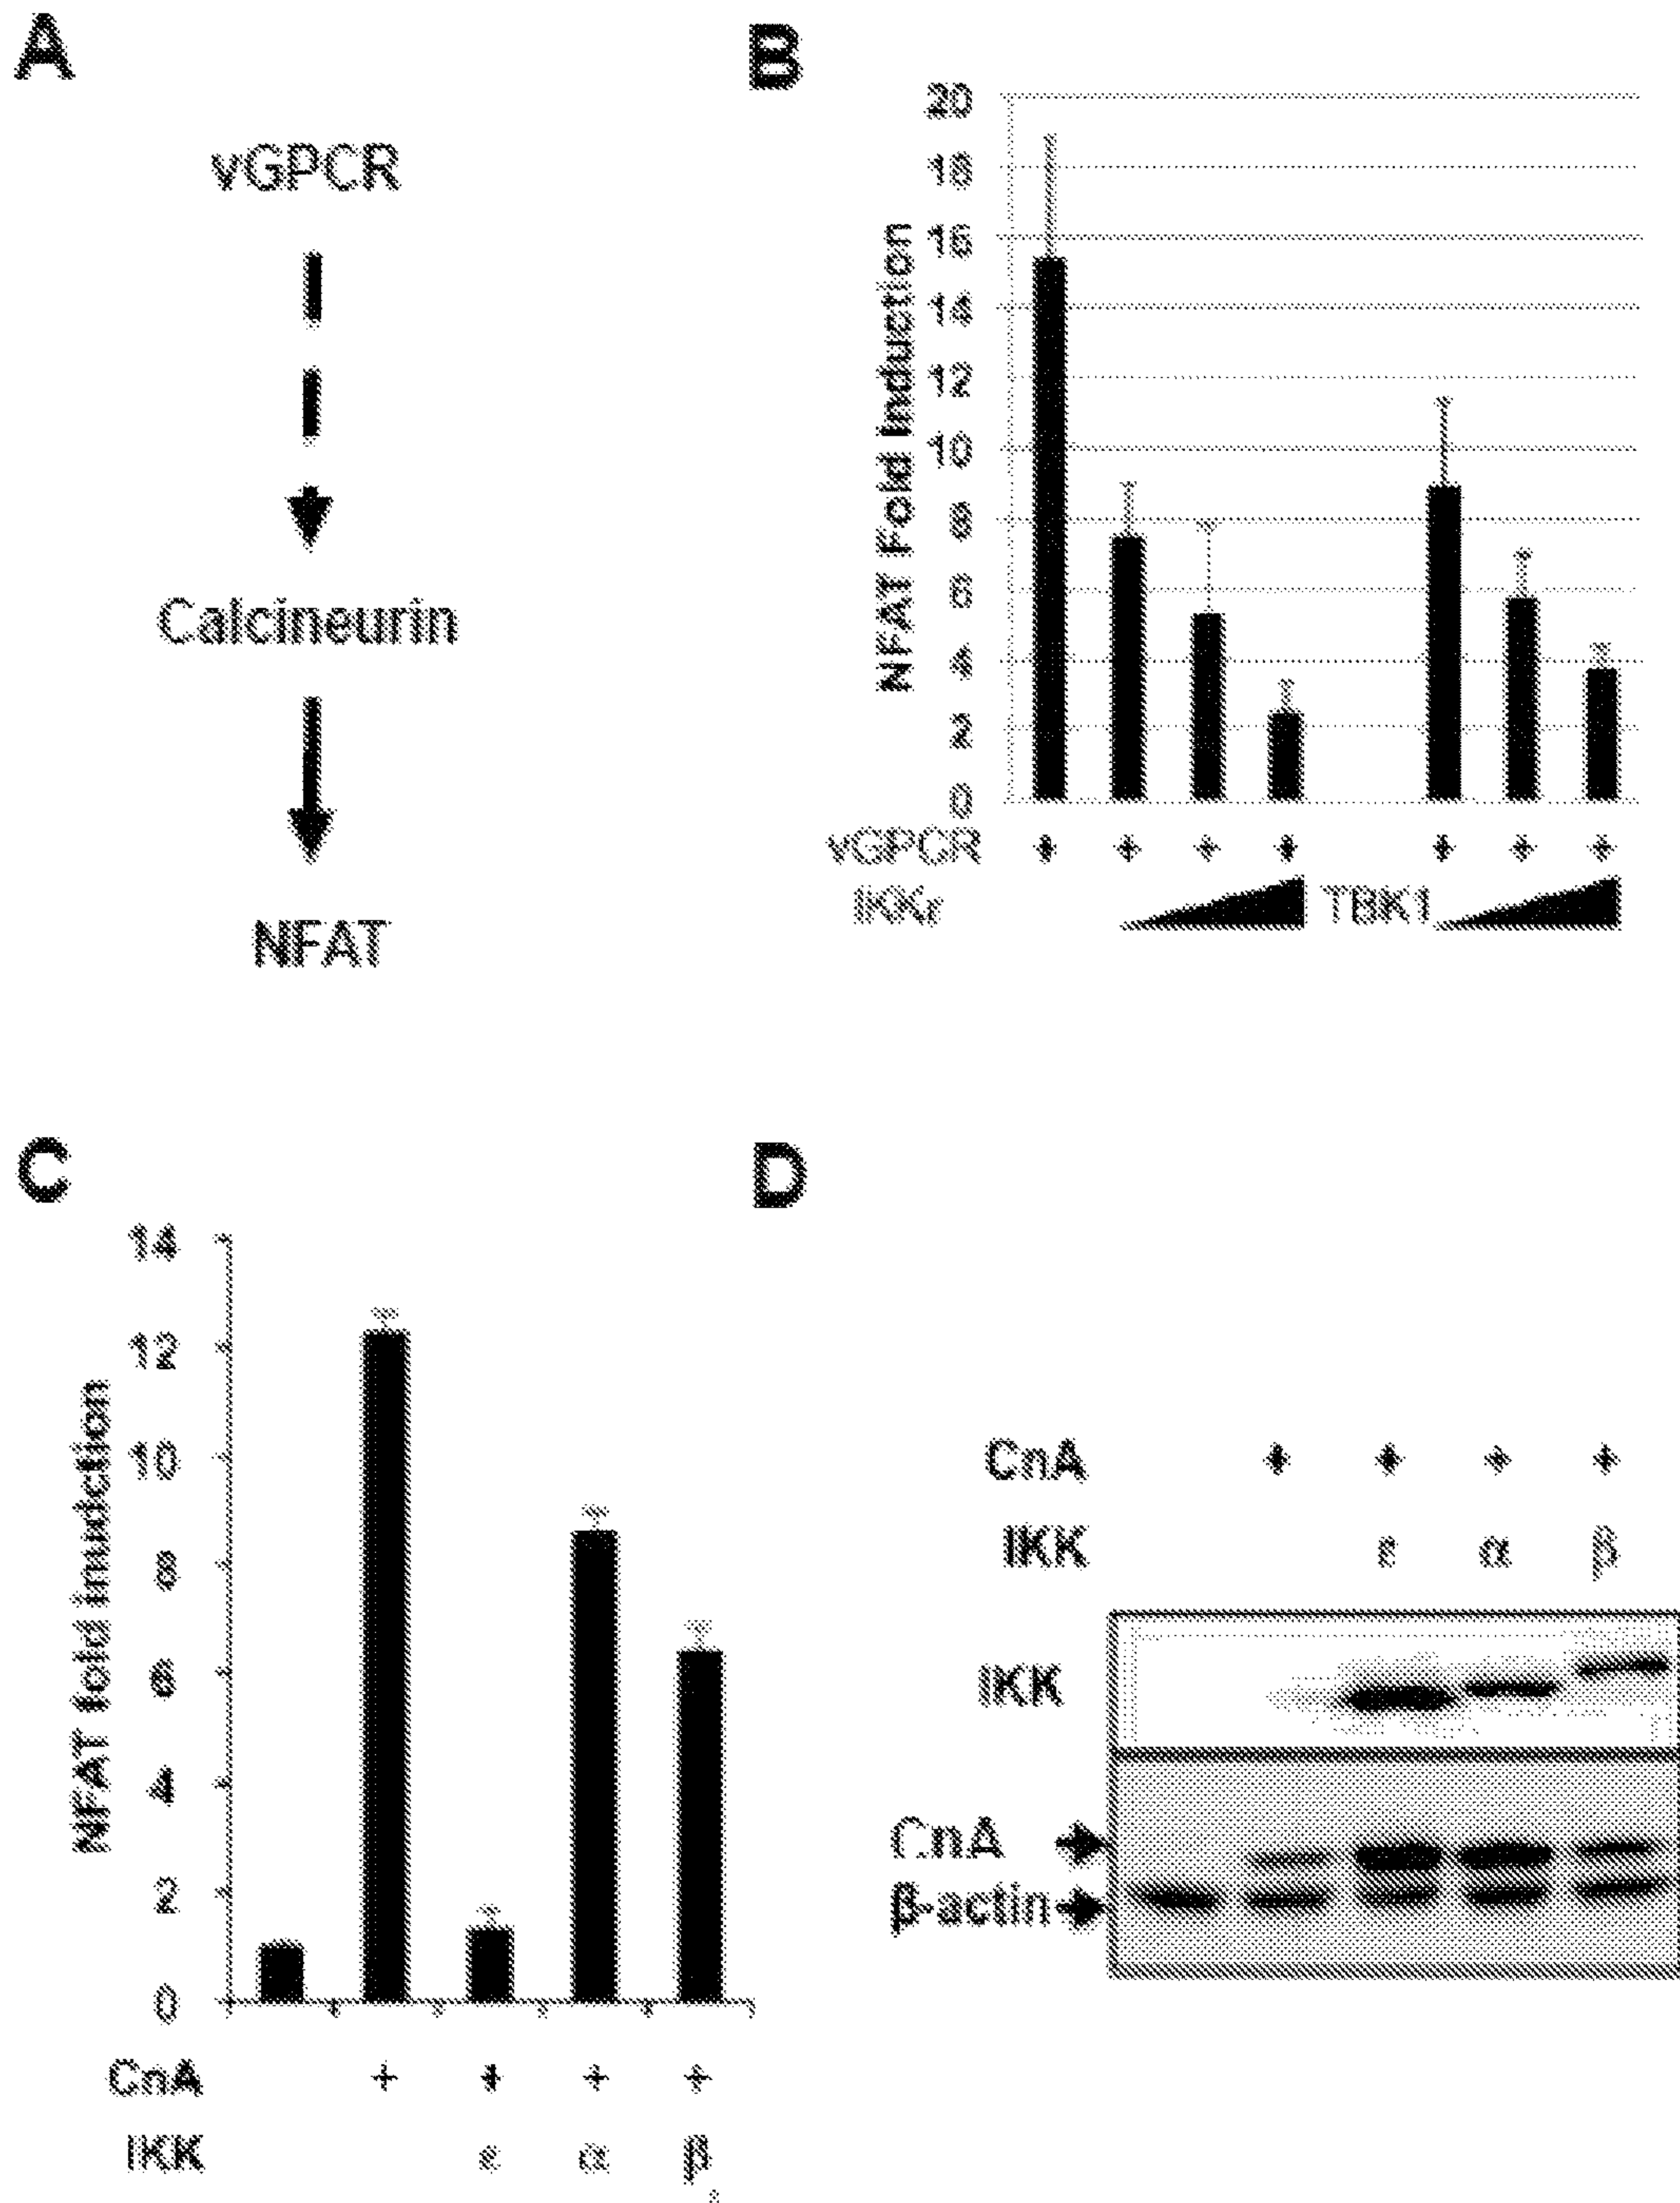 A
vGPCR
Calcineurin
NFAT
B
NFAT Fold Induction
20
18
16
14
12
10
8
6
4
2
0
vGPCR + + + + + + +
IKKε TBK1
C
NFAT fold inudction
14
12
10
8
6
4
2
0
CnA + + + +
IKK ε α β
D
CnA + + + +
IKK ε α β
IKK
CnA
β-actin